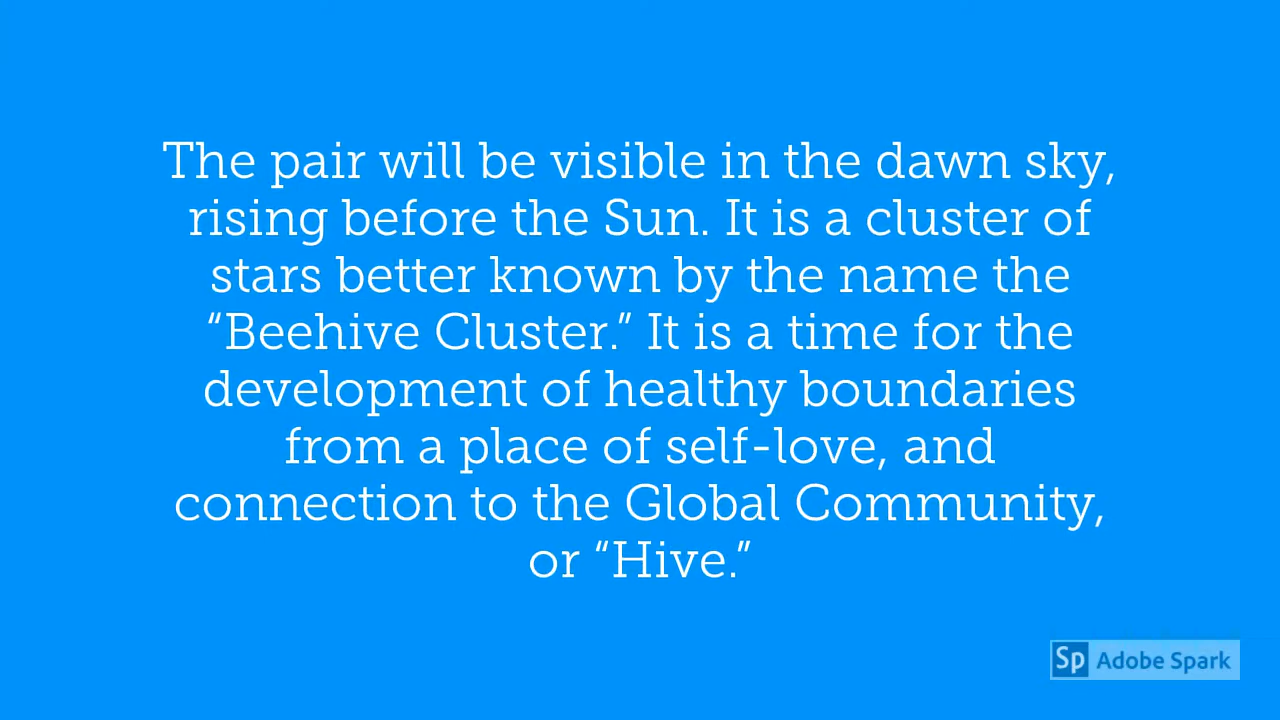 The pair will be visible in the dawn sky,
rising before the Sun. It is a cluster of
stars better known by the name the
“Beehive Cluster.” It is a time for the
development of healthy boundaries
from a place of self-love, and
connection to the Global Community,
or “Hive.”
Sp Adobe Spark